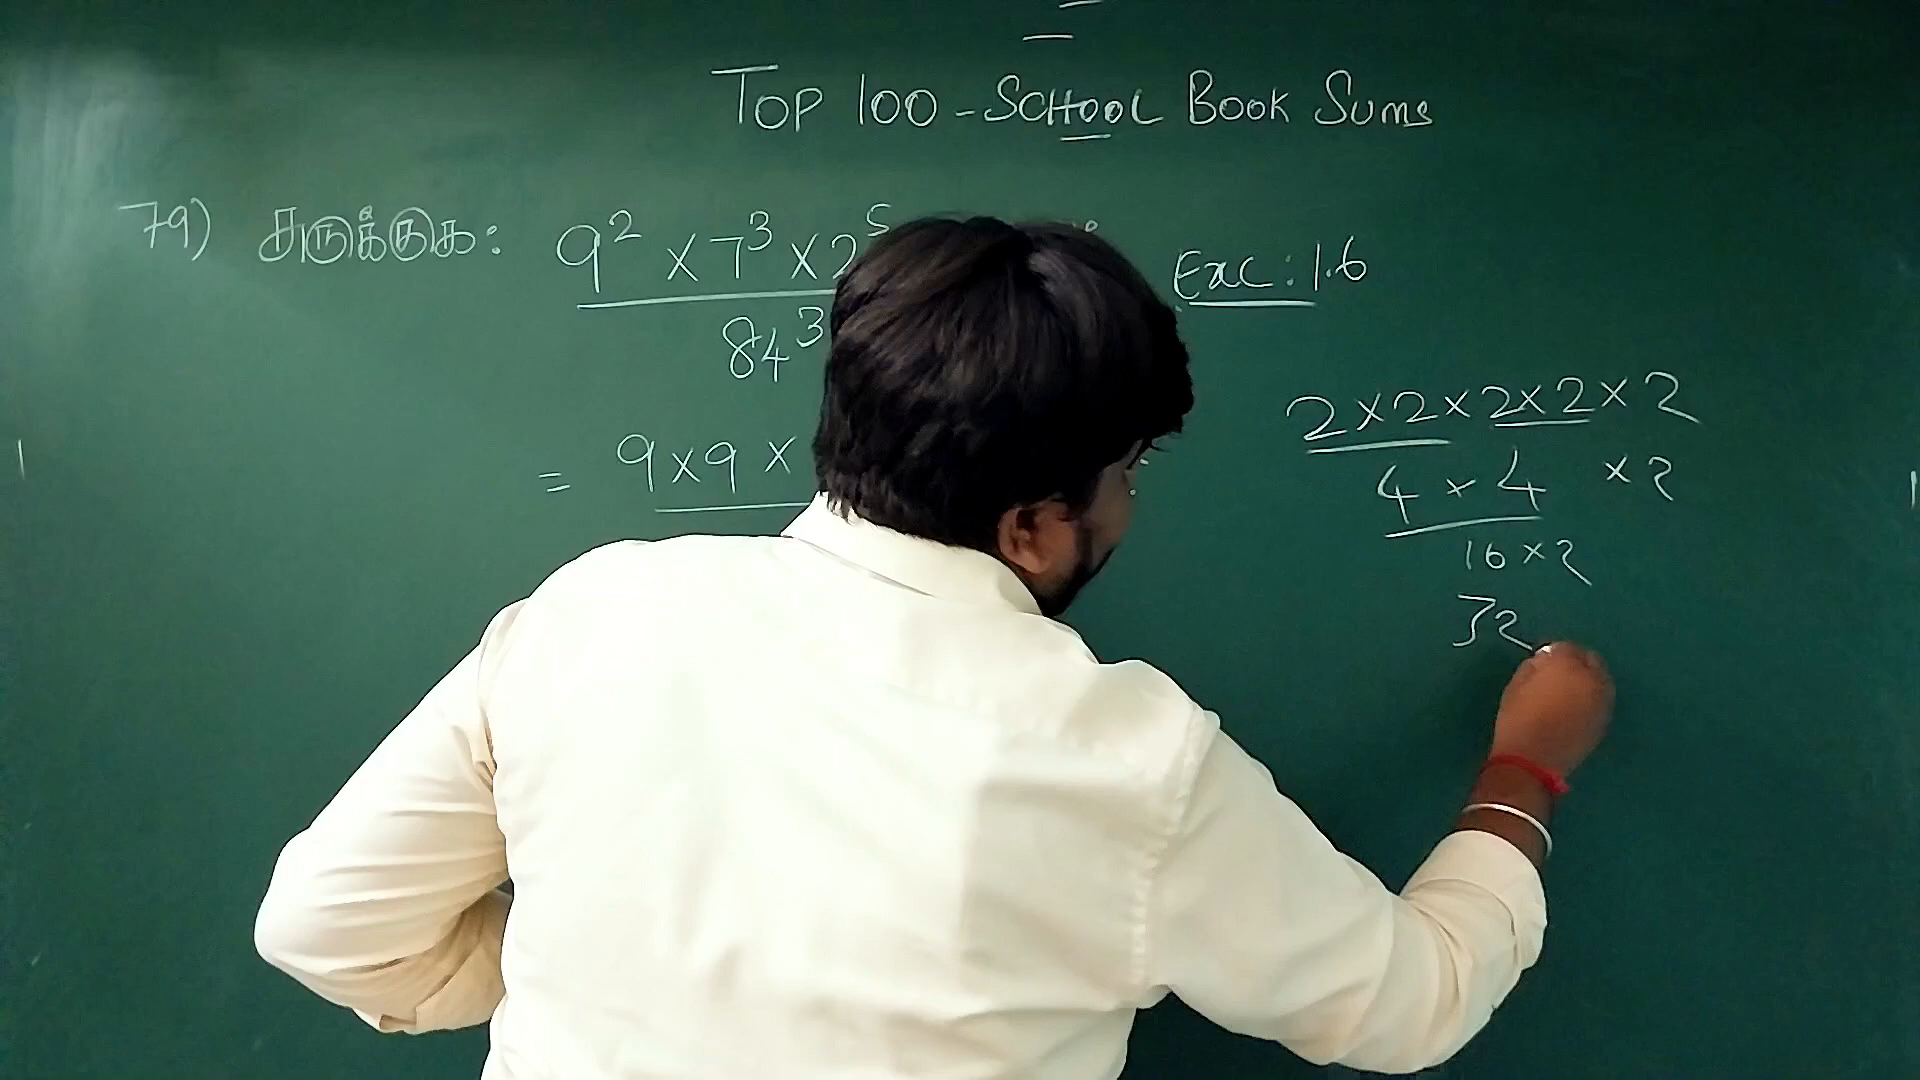 Top 100 - School Book Sums
79) சுருக்குக: 9² × 7³ × 2⁵
84³
Exc: 1.6
= 9 × 9 ×
2 × 2 × 2 × 2 × 2
4 × 4 × 2
16 × 2
32